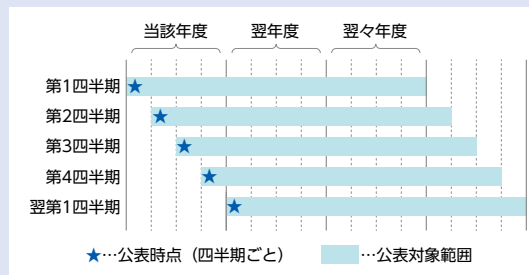 当該年度 翌年度 翌々年度
第1四半期
第2四半期
第3四半期
第4四半期
翌第1四半期
★…公表時点（四半期ごと） …公表対象範囲